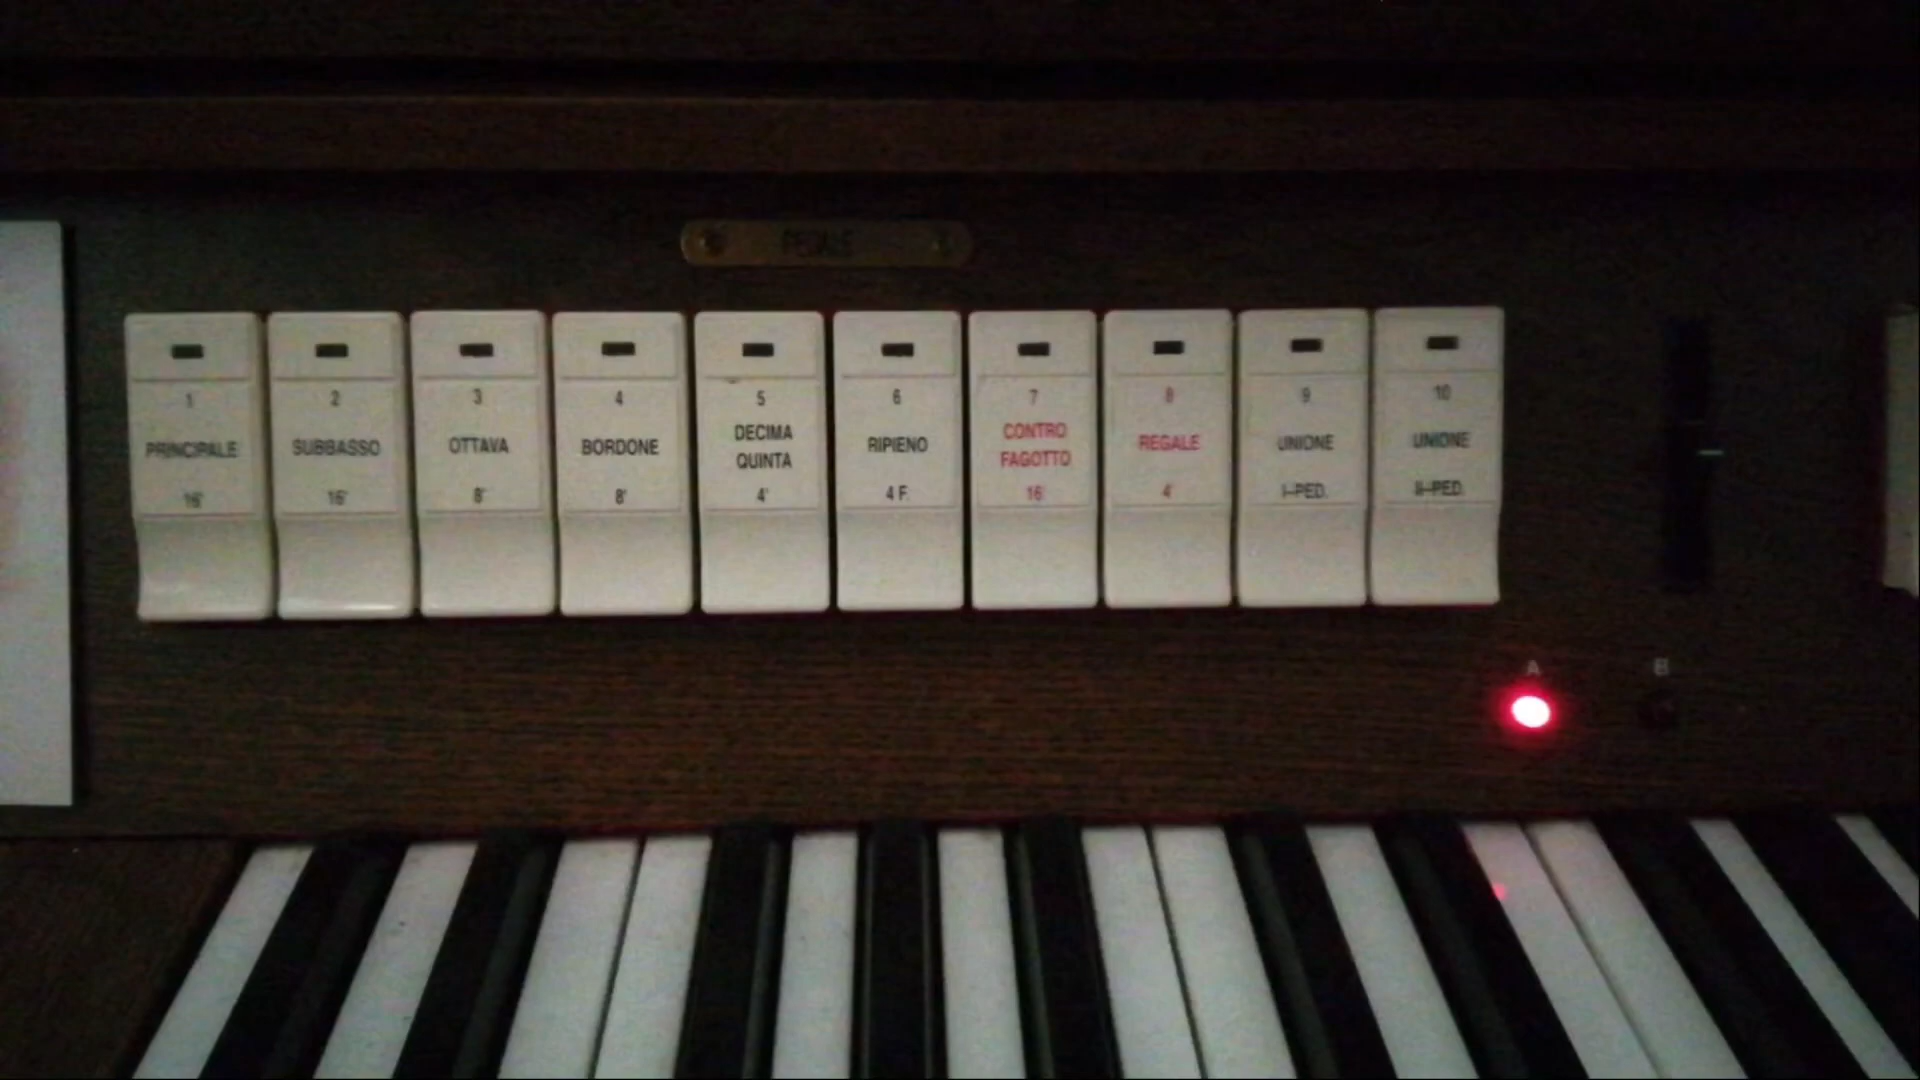 PEDALE
1
PRINCIPALE
16'
2
SUBBASSO
16'
3
OTTAVA
8'
4
BORDONE
8'
5
DECIMA
QUINTA
4'
6
RIPIENO
4 F.
7
CONTRO
FAGOTTO
16'
8
REGALE
4'
9
UNIONE
I-PED.
10
UNIONE
II-PED.
A
B